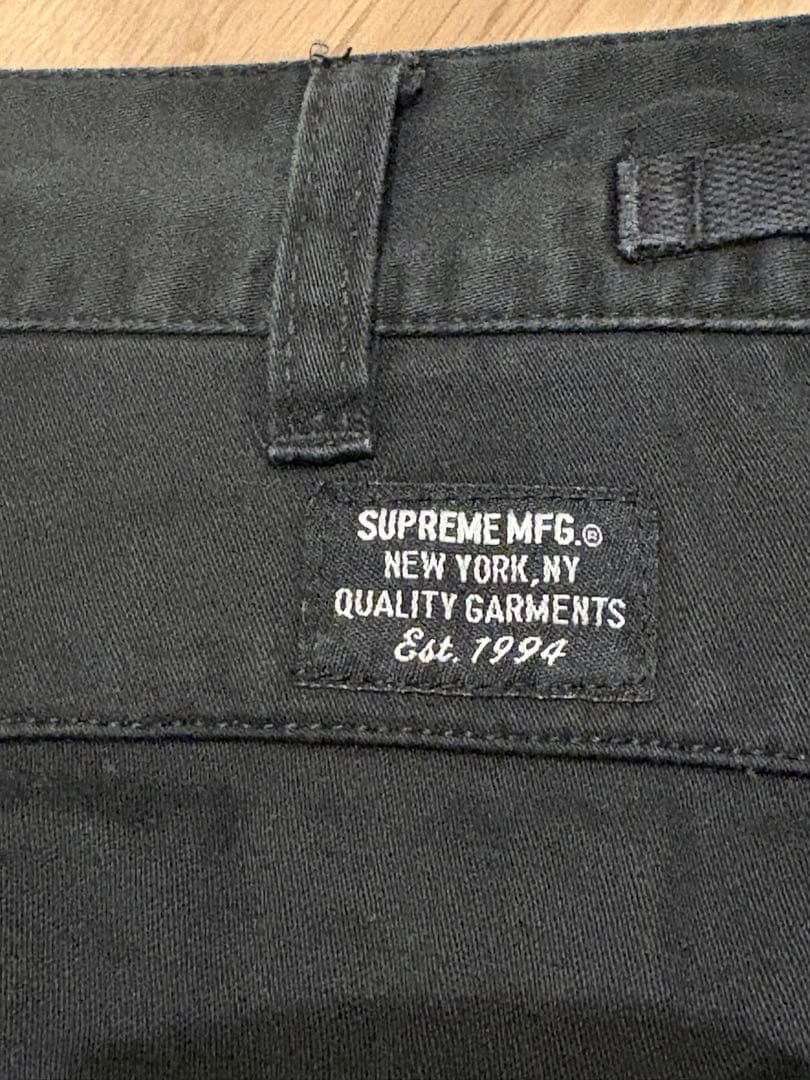 SUPREME MFG.®
NEW YORK, NY
QUALITY GARMENTS
Est. 1994